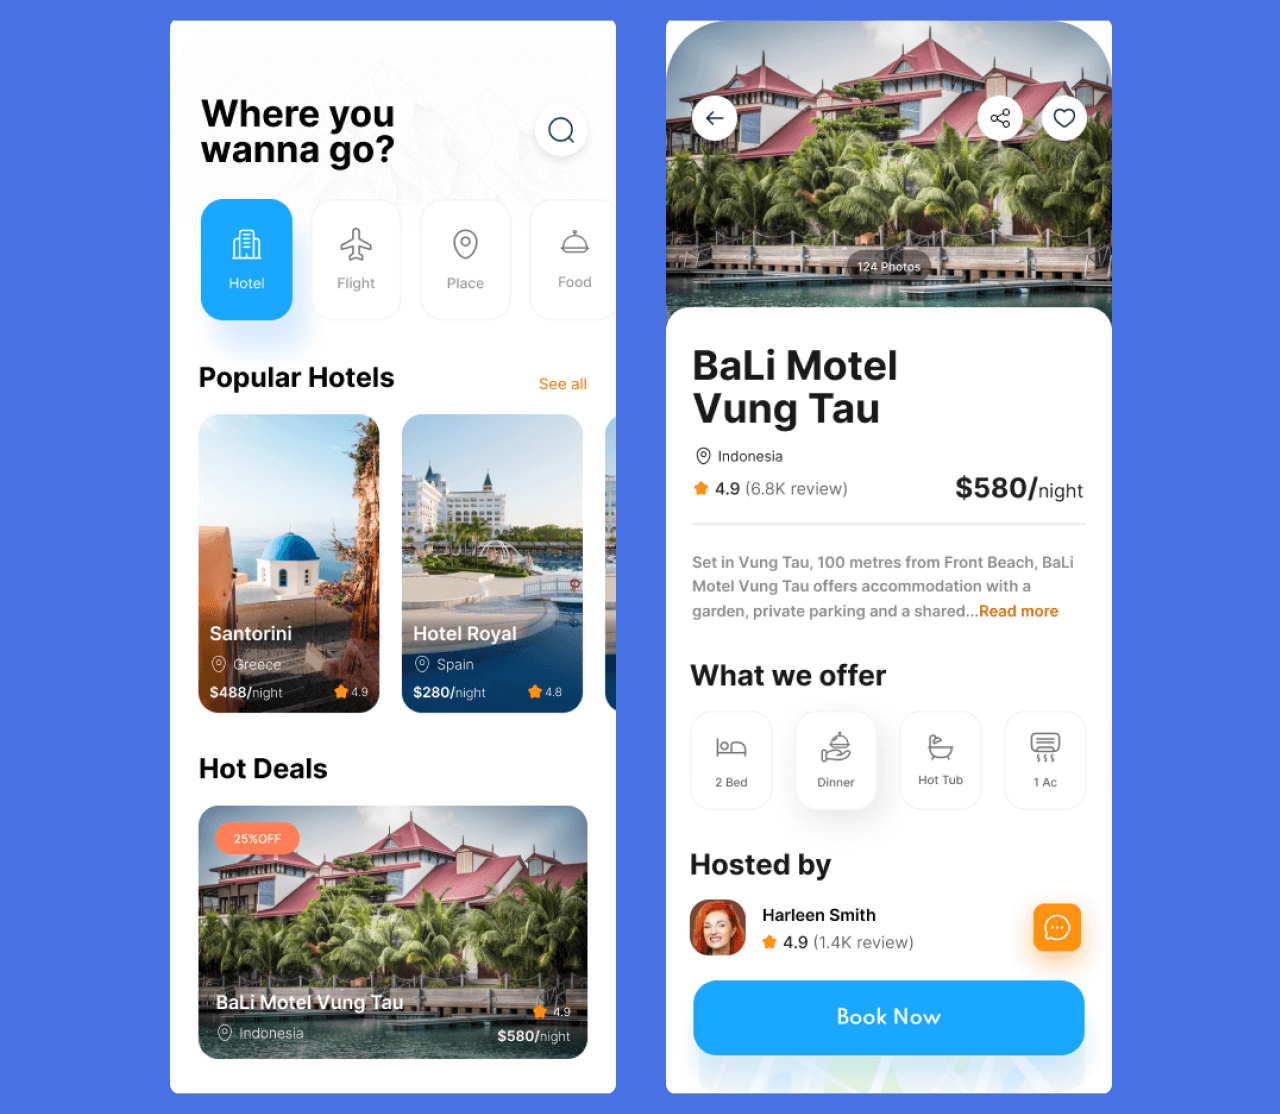 Where you
wanna go?
Hotel
Flight
Place
Food
Popular Hotels
See all
Santorini
Greece
$488/night
4.9
Hotel Royal
Spain
$280/night
4.8
Hot Deals
25%OFF
BaLi Motel Vung Tau
4.9
Indonesia
$580/night
124 Photos
BaLi Motel
Vung Tau
Indonesia
4.9 (6.8K review)
$580/night
Set in Vung Tau, 100 metres from Front Beach, BaLi
Motel Vung Tau offers accommodation with a
garden, private parking and a shared...Read more
What we offer
2 Bed
Dinner
Hot Tub
1 Ac
Hosted by
Harleen Smith
4.9 (1.4K review)
Book Now